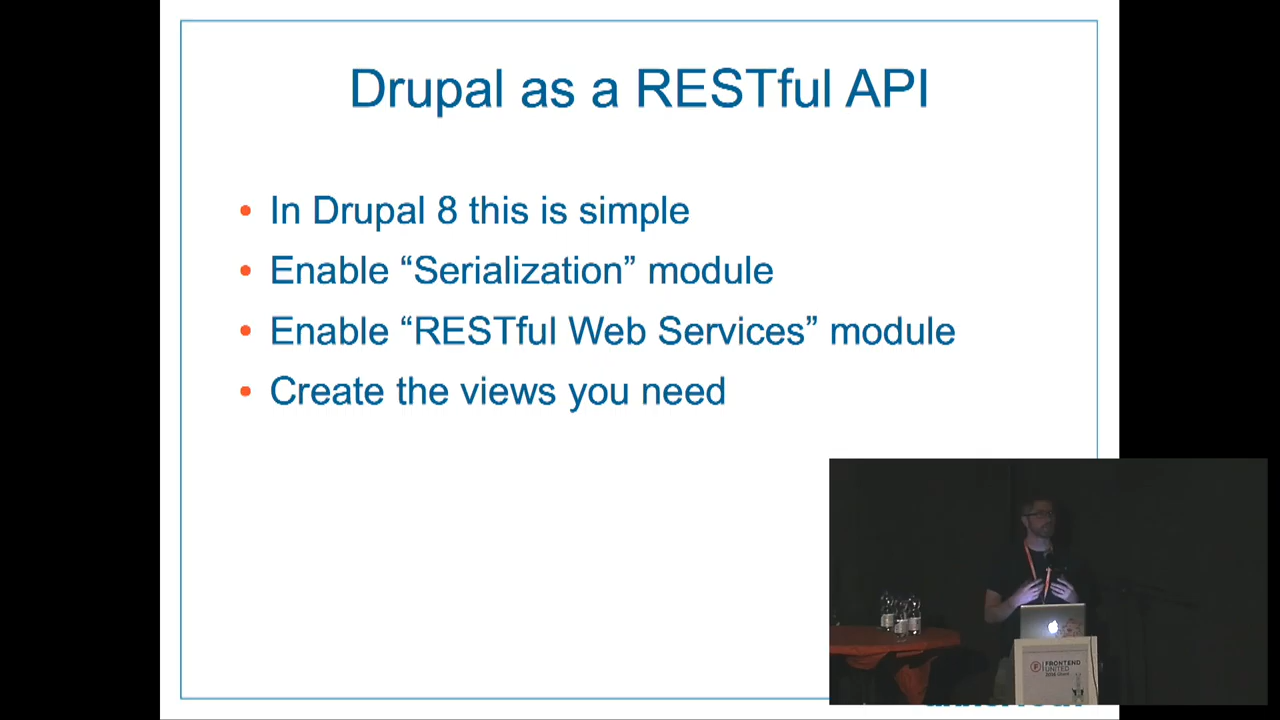 Drupal as a RESTful API
• In Drupal 8 this is simple
• Enable “Serialization” module
• Enable “RESTful Web Services” module
• Create the views you need
FRONTEND
UNITED